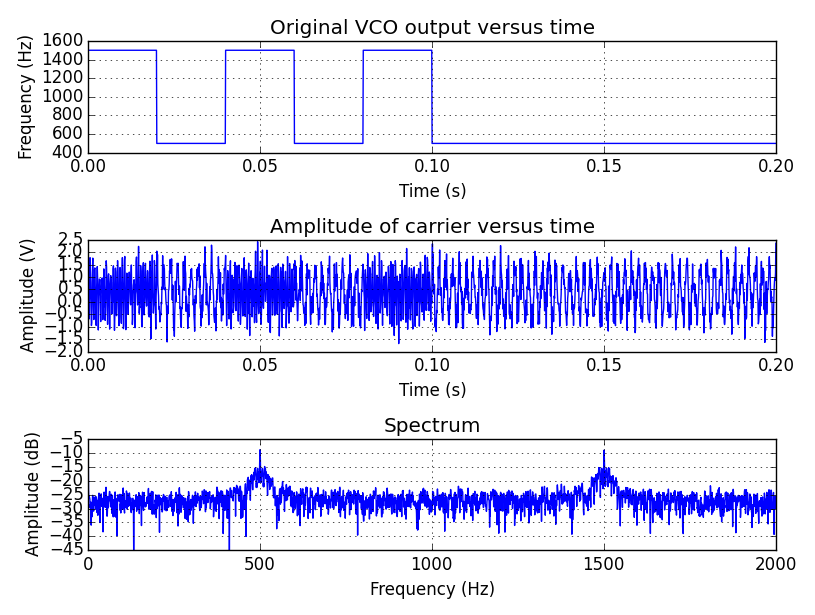 Original VCO output versus time
Frequency (Hz)
1600
1400
1200
1000
800
600
400
0.00 0.05 0.10 0.15 0.20
Time (s)
Amplitude of carrier versus time
Amplitude (V)
2.5
2.0
1.5
1.0
0.5
0.0
−0.5
−1.0
−1.5
−2.0
0.00 0.05 0.10 0.15 0.20
Time (s)
Spectrum
Amplitude (dB)
−5
−10
−15
−20
−25
−30
−35
−40
−45
0 500 1000 1500 2000
Frequency (Hz)